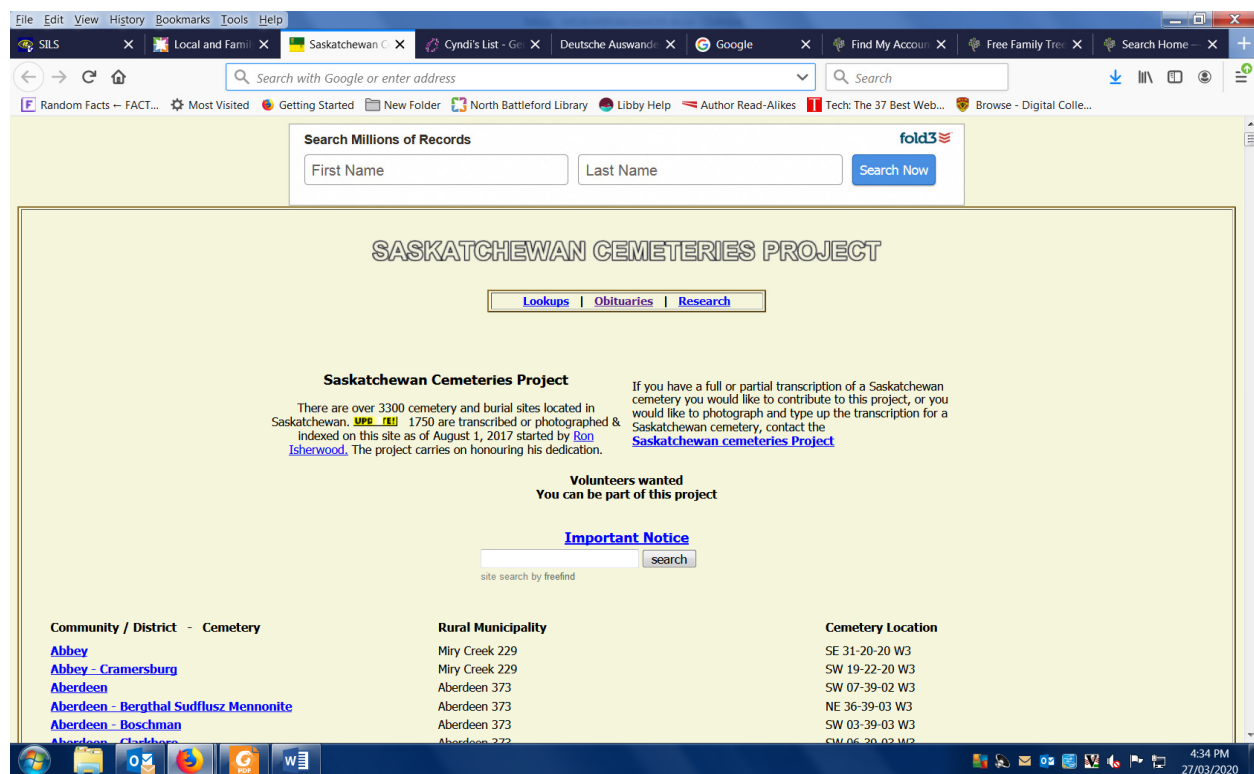 File Edit View History Bookmarks Tools Help
SILS
Local and Famil
Saskatchewan C
Cyndi's List - Ge
Deutsche Auswande
Google
Find My Accoun
Free Family Tree
Search Home —
Search with Google or enter address
Search
Random Facts ← FACT...
Most Visited
Getting Started
New Folder
North Battleford Library
Libby Help
Author Read-Alikes
Tech: The 37 Best Web...
Browse - Digital Colle...
Search Millions of Records
fold3
First Name
Last Name
Search Now
SASKATCHEWAN CEMETERIES PROJECT
Lookups | Obituaries | Research
Saskatchewan Cemeteries Project
There are over 3300 cemetery and burial sites located in
Saskatchewan. 1750 are transcribed or photographed &
indexed on this site as of August 1, 2017 started by Ron
Isherwood. The project carries on honouring his dedication.
If you have a full or partial transcription of a Saskatchewan
cemetery you would like to contribute to this project, or you
would like to photograph and type up the transcription for a
Saskatchewan cemetery, contact the
Saskatchewan cemeteries Project
Volunteers wanted
You can be part of this project
Important Notice
search
site search by freefind
Community / District - Cemetery Rural Municipality Cemetery Location
Abbey Miry Creek 229 SE 31-20-20 W3
Abbey - Cramersburg Miry Creek 229 SW 19-22-20 W3
Aberdeen Aberdeen 373 SW 07-39-02 W3
Aberdeen - Bergthal Sudflusz Mennonite Aberdeen 373 NE 36-39-03 W3
Aberdeen - Boschman Aberdeen 373 SW 03-39-03 W3
Aberdeen - Clarkboro Aberdeen 373 SW 06-39-03 W3
4:34 PM
27/03/2020